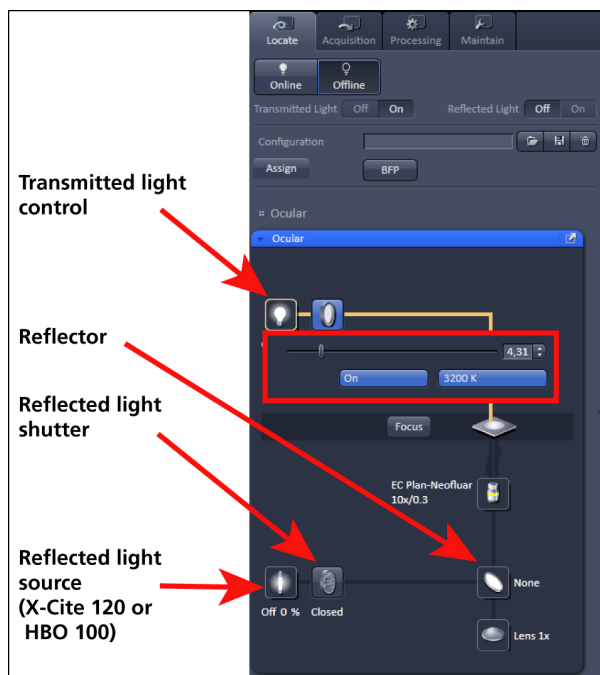 Locate
Acquisition
Processing
Maintain
Online
Offline
Transmitted Light Off On
Reflected Light Off On
Configuration
Assign
BFP
Ocular
Ocular
Transmitted light
control
4,31
On
3200 K
Reflector
Focus
Reflected light
shutter
EC Plan-Neofluar
10x/0.3
Reflected light
source
(X-Cite 120 or
HBO 100)
None
Off 0 %
Closed
Lens 1x